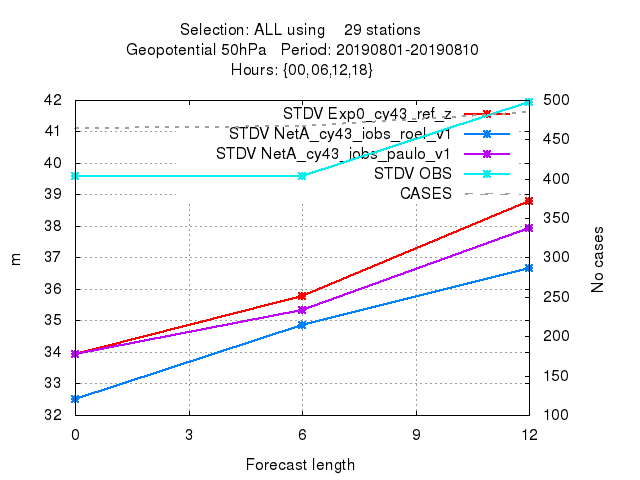 Selection: ALL using    29 stations
Geopotential 50hPa   Period: 20190801-20190810
Hours: {00,06,12,18}
STDV Exp0_cy43_ref_z
STDV NetA_cy43_iobs_roel_v1
STDV NetA_cy43_iobs_paulo_v1
STDV OBS
CASES
42
41
40
39
38
37
36
35
34
33
32
m
500
450
400
350
300
250
200
150
100
No cases
0
3
6
9
12
Forecast length